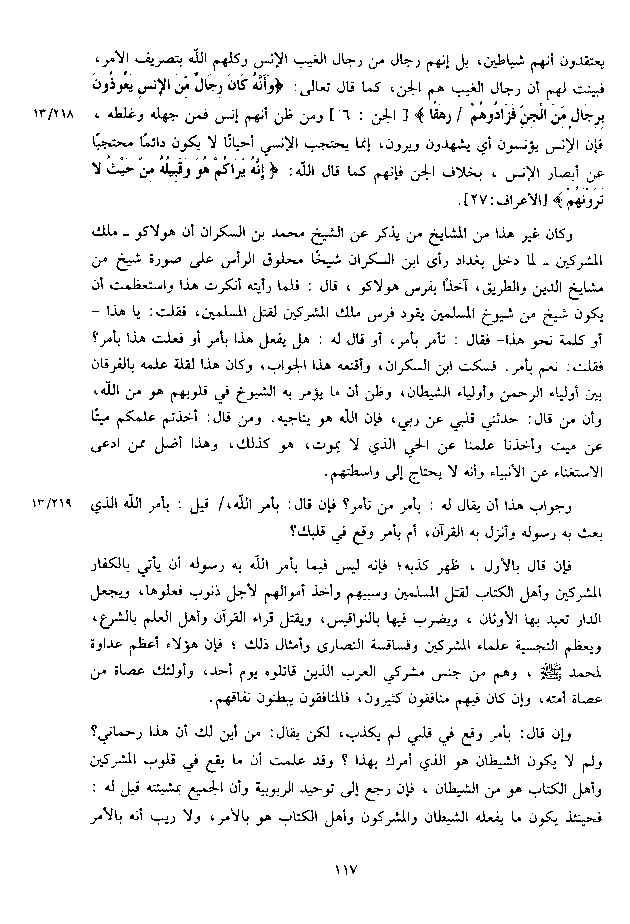 يعتقدون أنهم شياطين، بل إنهم رجال من رجال الغيب الإنس وكلهم الله بتصريف الأمر،
فبينت لهم أن رجال الغيب هم الجن، كما قال تعالى: ﴿وَأَنَّهُ كَانَ رِجَالٌ مِّنَ الإِنسِ يَعُوذُونَ
بِرِجَالٍ مِّنَ الْجِنِّ فَزَادُوهُمْ / رَهَقًا﴾ [ الجن : ٦ ] ومن ظن أنهم إنس فمن جهله وغلطه ،
١٣/٢١٨
فإن الإنس يؤنسون أي يشهدون ويرون، إنما يحتجب الإنسي أحيانًا لا يكون دائمًا محتجبًا
عن أبصار الإنس ، بخلاف الجن فإنهم كما قال الله: ﴿ إِنَّهُ يَرَاكُمْ هُوَ وَقَبِيلُهُ مِنْ حَيْثُ لا
تَرَوْنَهُمْ ﴾ [الأعراف: ٢٧].
وكان غير هذا من المشايخ من يذكر عن الشيخ محمد بن السكران أن هولاكو ـ ملك
المشركين ـ لما دخل بغداد رأى ابن السكران شيخًا محلوق الرأس على صورة شيخ من
مشايخ الدين والطريق، آخذًا بفرس هولاكو ، قال : فلما رأيته أنكرت هذا واستعظمت أن
يكون شيخ من شيوخ المسلمين يقود فرس ملك المشركين لقتل المسلمين، فقلت: يا هذا –
أو كلمة نحو هذا– فقال : تأمر بأمر، أو قال له : هل يفعل هذا بأمر أو فعلت هذا بأمر؟
فقلت: نعم بأمر. فسكت ابن السكران، وأقنعه هذا الجواب، وكان هذا لقلة علمه بالفرقان
بين أولياء الرحمن وأولياء الشيطان، وظن أن ما يؤمر به الشيوخ في قلوبهم هو من الله،
وأن من قال: حدثني قلبي عن ربي، فإن الله هو يناجيه. ومن قال: أخذتم علمكم ميتًا
عن ميت وأخذنا علمنا عن الحي الذي لا يموت، هو كذلك، وهذا أضل ممن ادعى
الاستغناء عن الأنبياء وأنه لا يحتاج إلى واسطتهم.
وجواب هذا أن يقال له : بأمر من تأمر؟ فإن قال: بأمر الله،/ قيل : بأمر الله الذي
١٣/٢١٩
بعث به رسوله وأنزل به القرآن، أم بأمر وقع في قلبك؟
فإن قال بالأول ، ظهر كذبه؛ فإنه ليس فيما يأمر الله به رسوله أن يأتي بالكفار
المشركين وأهل الكتاب لقتل المسلمين وسبيهم وأخذ أموالهم لأجل ذنوب فعلوها، ويجعل
الدار تعبد بها الأوثان ، ويضرب فيها بالنواقيس، ويقتل قراء القرآن وأهل العلم بالشرع،
ويعظم النجسية علماء المشركين وقساقسة النصارى وأمثال ذلك ؛ فإن هؤلاء أعظم عداوة
لمحمد ﷺ ، وهم من جنس مشركي العرب الذين قاتلوه يوم أحد، وأولئك عصاة من
عصاة أمته، وإن كان فيهم منافقون كثيرون، فالمنافقون يبطنون نفاقهم.
وإن قال: بأمر وقع في قلبي لم يكذب، لكن يقال: من أين لك أن هذا رحماني؟
ولم لا يكون الشيطان هو الذي أمرك بهذا ؟ وقد علمت أن ما يقع في قلوب المشركين
وأهل الكتاب هو من الشيطان ، فإن رجع إلى توحيد الربوبية وأن الجميع بمشيئته قيل له :
فحينئذ يكون ما يفعله الشيطان والمشركون وأهل الكتاب هو بالأمر، ولا ريب أنه بالأمر
١١٧